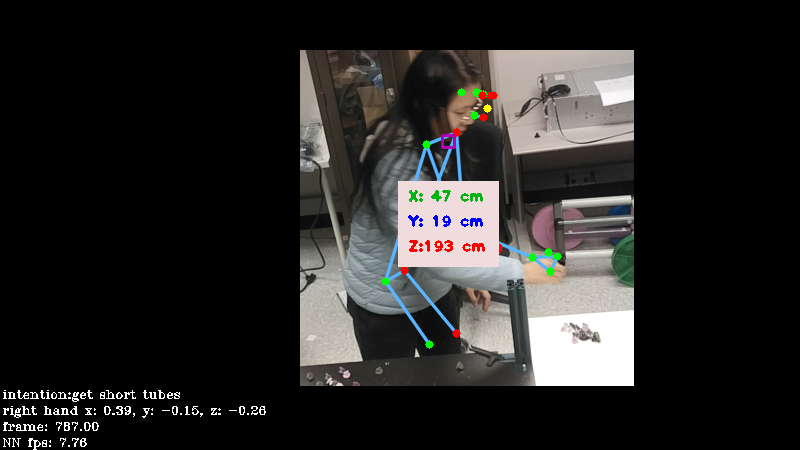 X: 47 cm
Y: 19 cm
Z:193 cm
intention:get short tubes
right hand x: 0.39, y: -0.15, z: -0.26
frame: 787.00
NN fps: 7.76